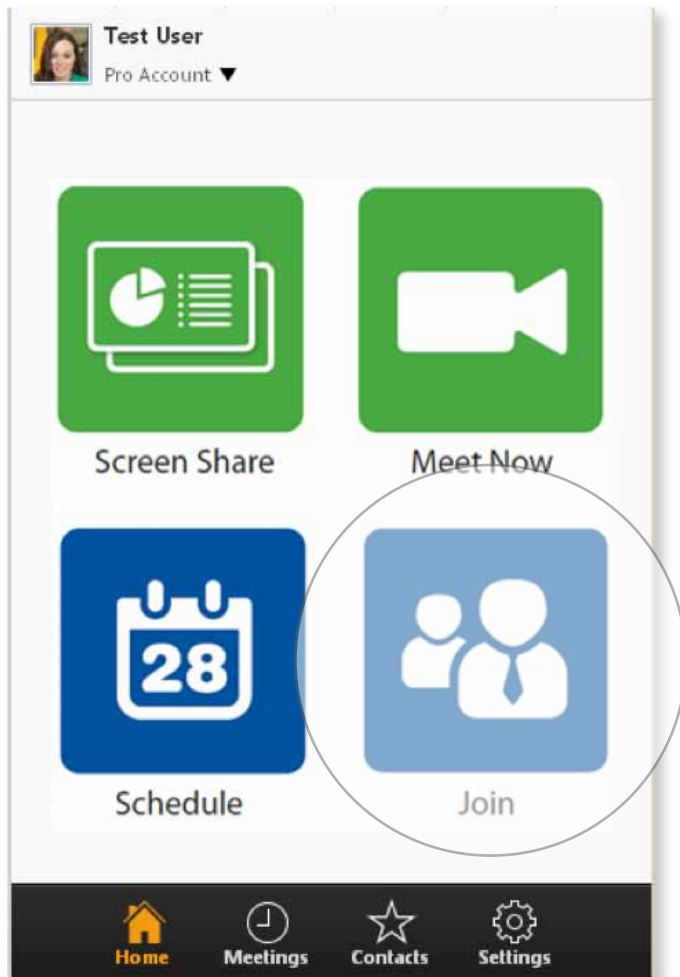 Test User
Pro Account ▼
Screen Share
Meet Now
28
Schedule
Join
Home
Meetings
Contacts
Settings